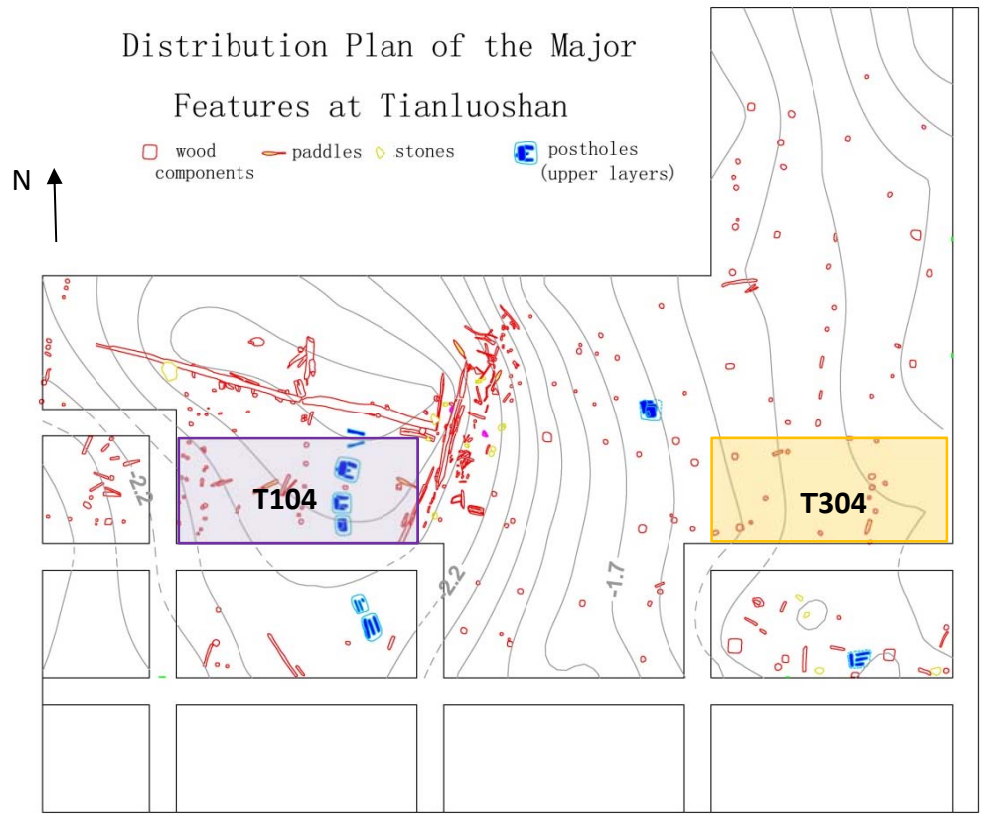 Distribution Plan of the Major
Features at Tianluoshan
wood components
paddles
stones
postholes (upper layers)
N
T104
T304
-2.2
-2.2
-1.7